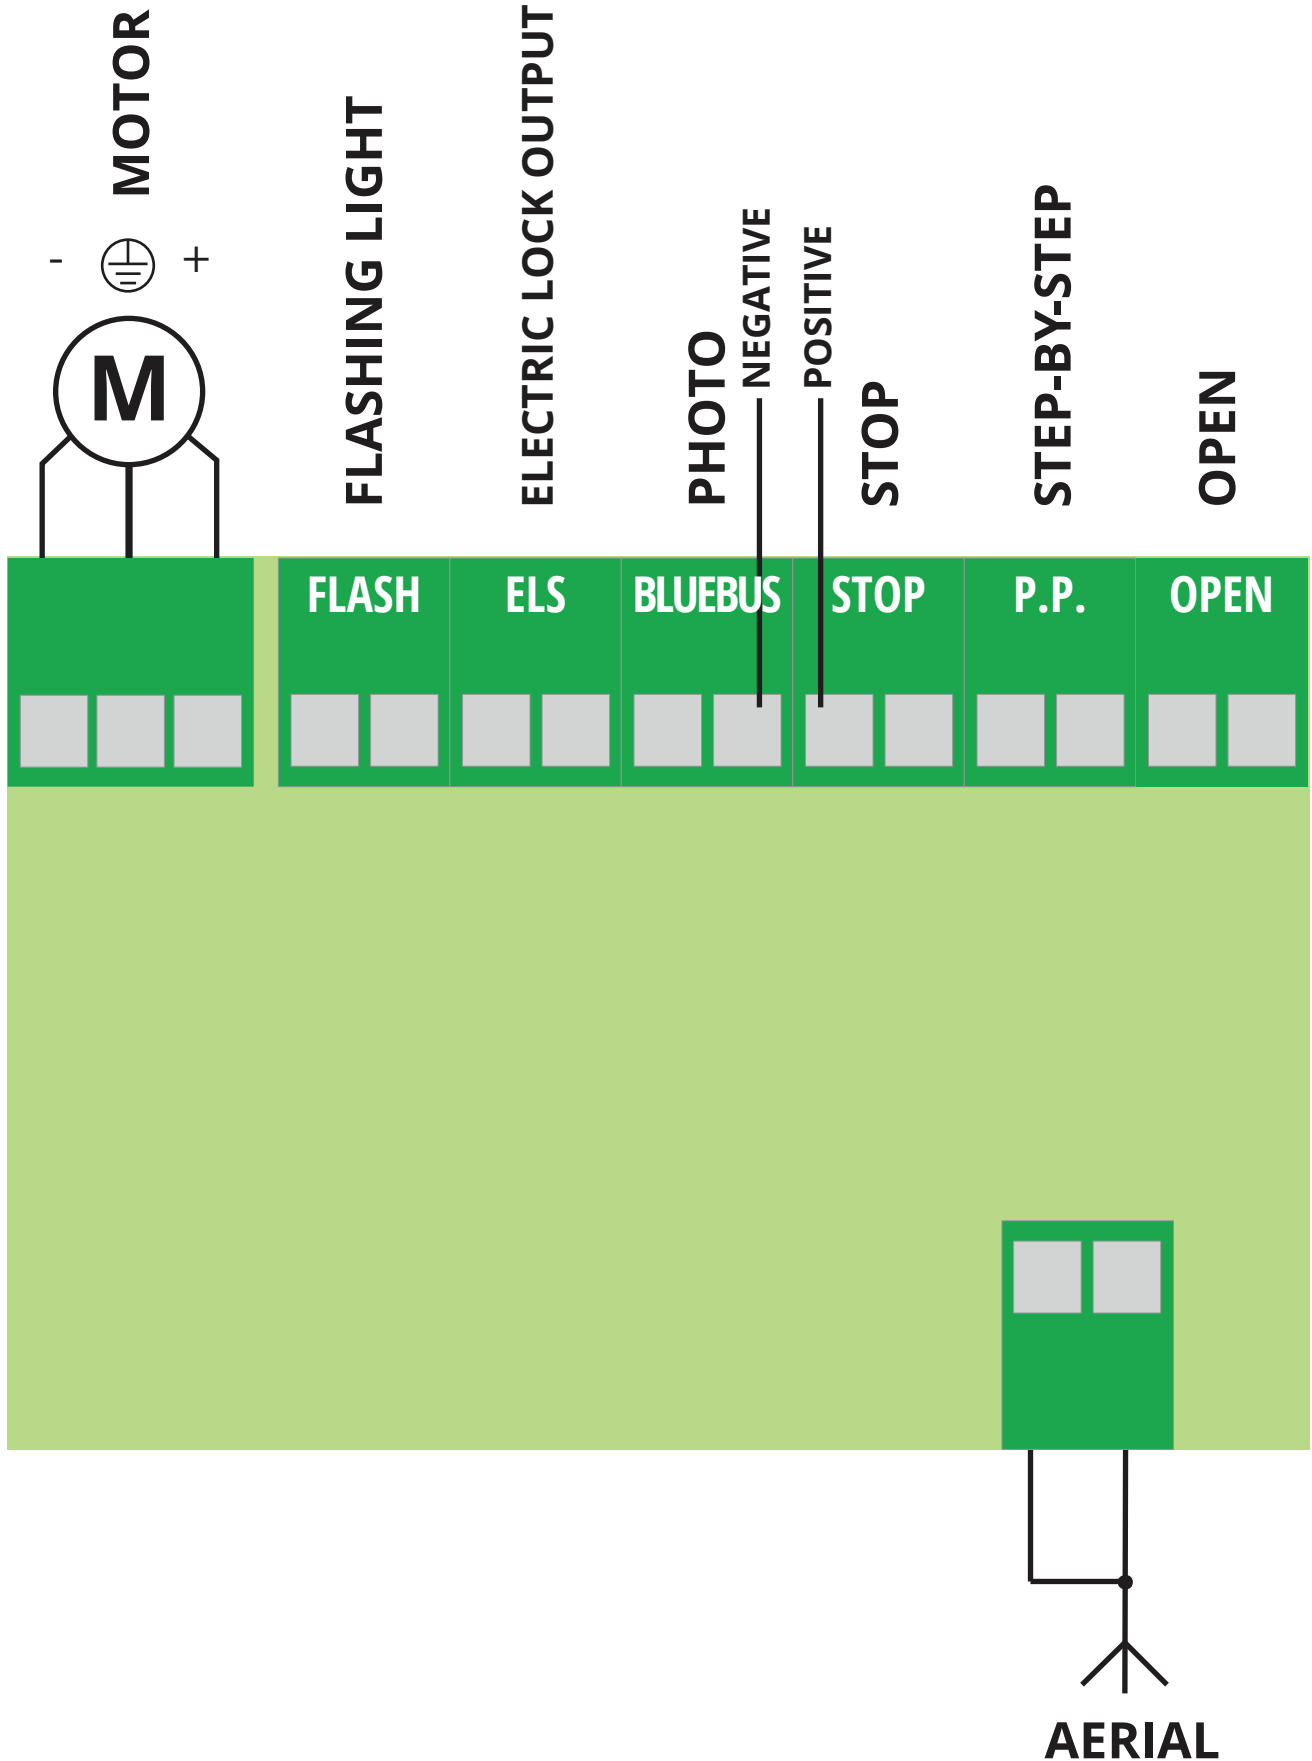 MOTOR
FLASHING LIGHT
ELECTRIC LOCK OUTPUT
PHOTO
NEGATIVE
POSITIVE
STOP
STEP-BY-STEP
OPEN
- +
M
FLASH
ELS
BLUEBUS
STOP
P.P.
OPEN
AERIAL